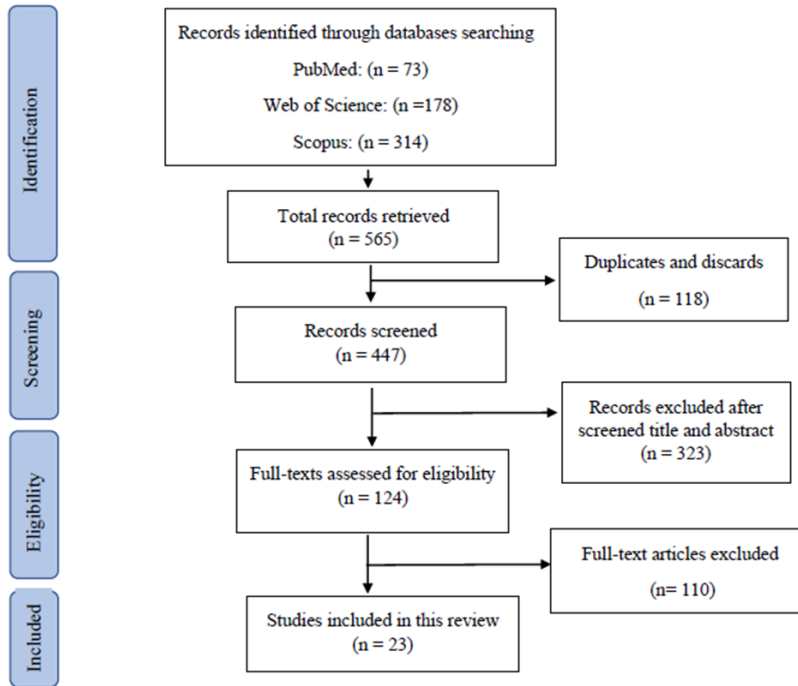 Identification
Records identified through databases searching
PubMed: (n = 73)
Web of Science: (n =178)
Scopus: (n = 314)
Total records retrieved
(n = 565)
Duplicates and discards
(n = 118)
Screening
Records screened
(n = 447)
Records excluded after
screened title and abstract
(n = 323)
Eligibility
Full-texts assessed for eligibility
(n = 124)
Full-text articles excluded
(n= 110)
Included
Studies included in this review
(n = 23)